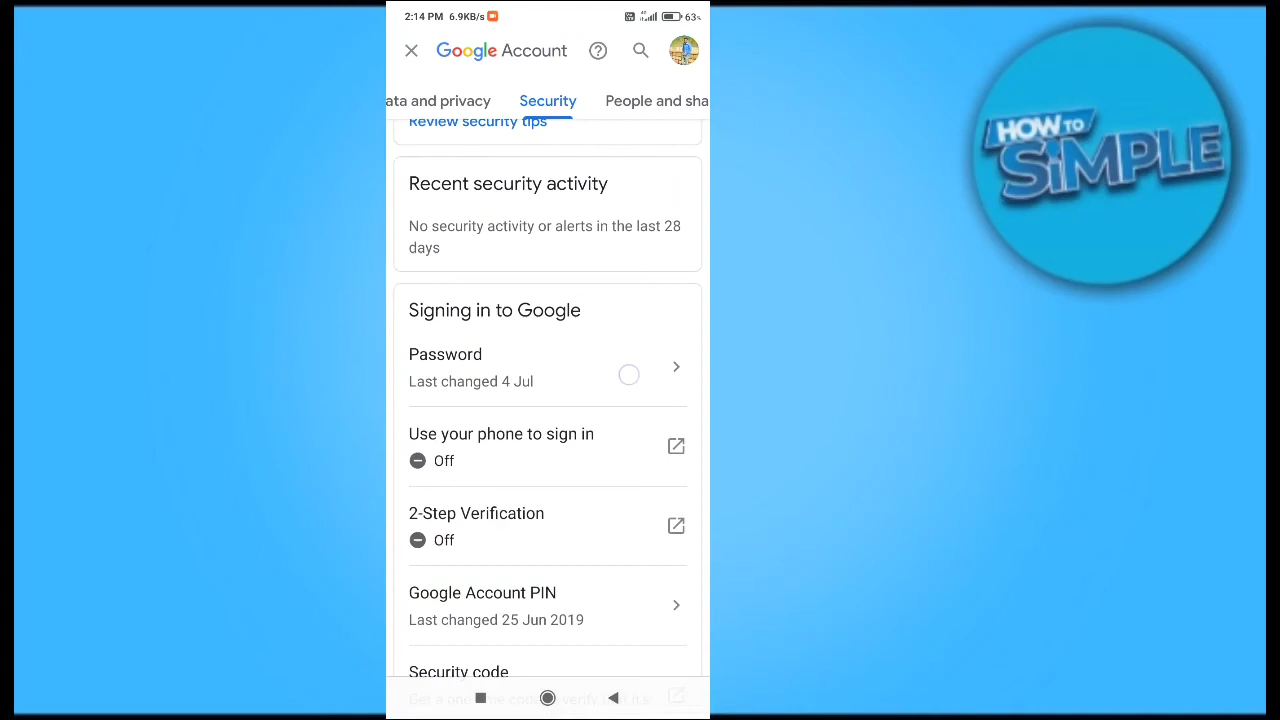 2:14 PM 6.9KB/s 4G 63%
Google Account
ata and privacy Security People and sha
Review security tips
HOW TO
SiMPLE
Recent security activity
No security activity or alerts in the last 28
days
Signing in to Google
Password
Last changed 4 Jul
Use your phone to sign in
Off
2-Step Verification
Off
Google Account PIN
Last changed 25 Jun 2019
Security code